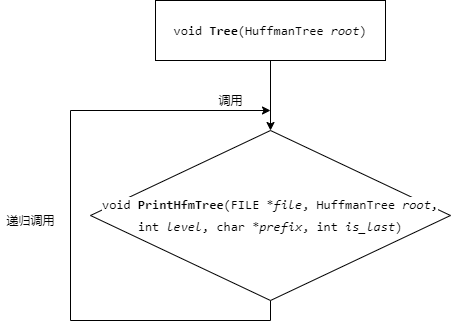 void Tree(HuffmanTree root)
调用
void PrintHfmTree(FILE *file, HuffmanTree root,
int level, char *prefix, int is_last)
递归调用